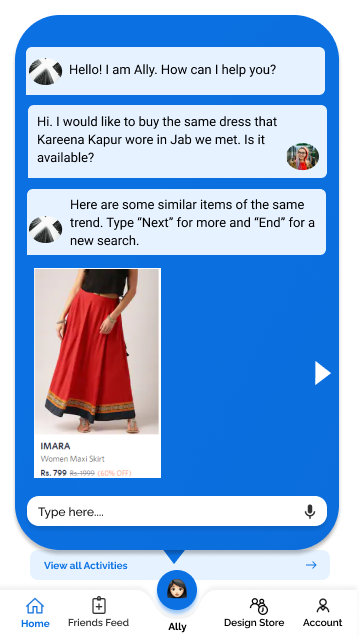 Hello! I am Ally. How can I help you?
Hi. I would like to buy the same dress that
Kareena Kapur wore in Jab we met. Is it
available?
Here are some similar items of the same
trend. Type “Next” for more and “End” for a
new search.
IMARA
Women Maxi Skirt
Rs. 799 Rs. 1999 (60% OFF)
Type here....
View all Activities
Home
Friends Feed
Ally
Design Store
Account